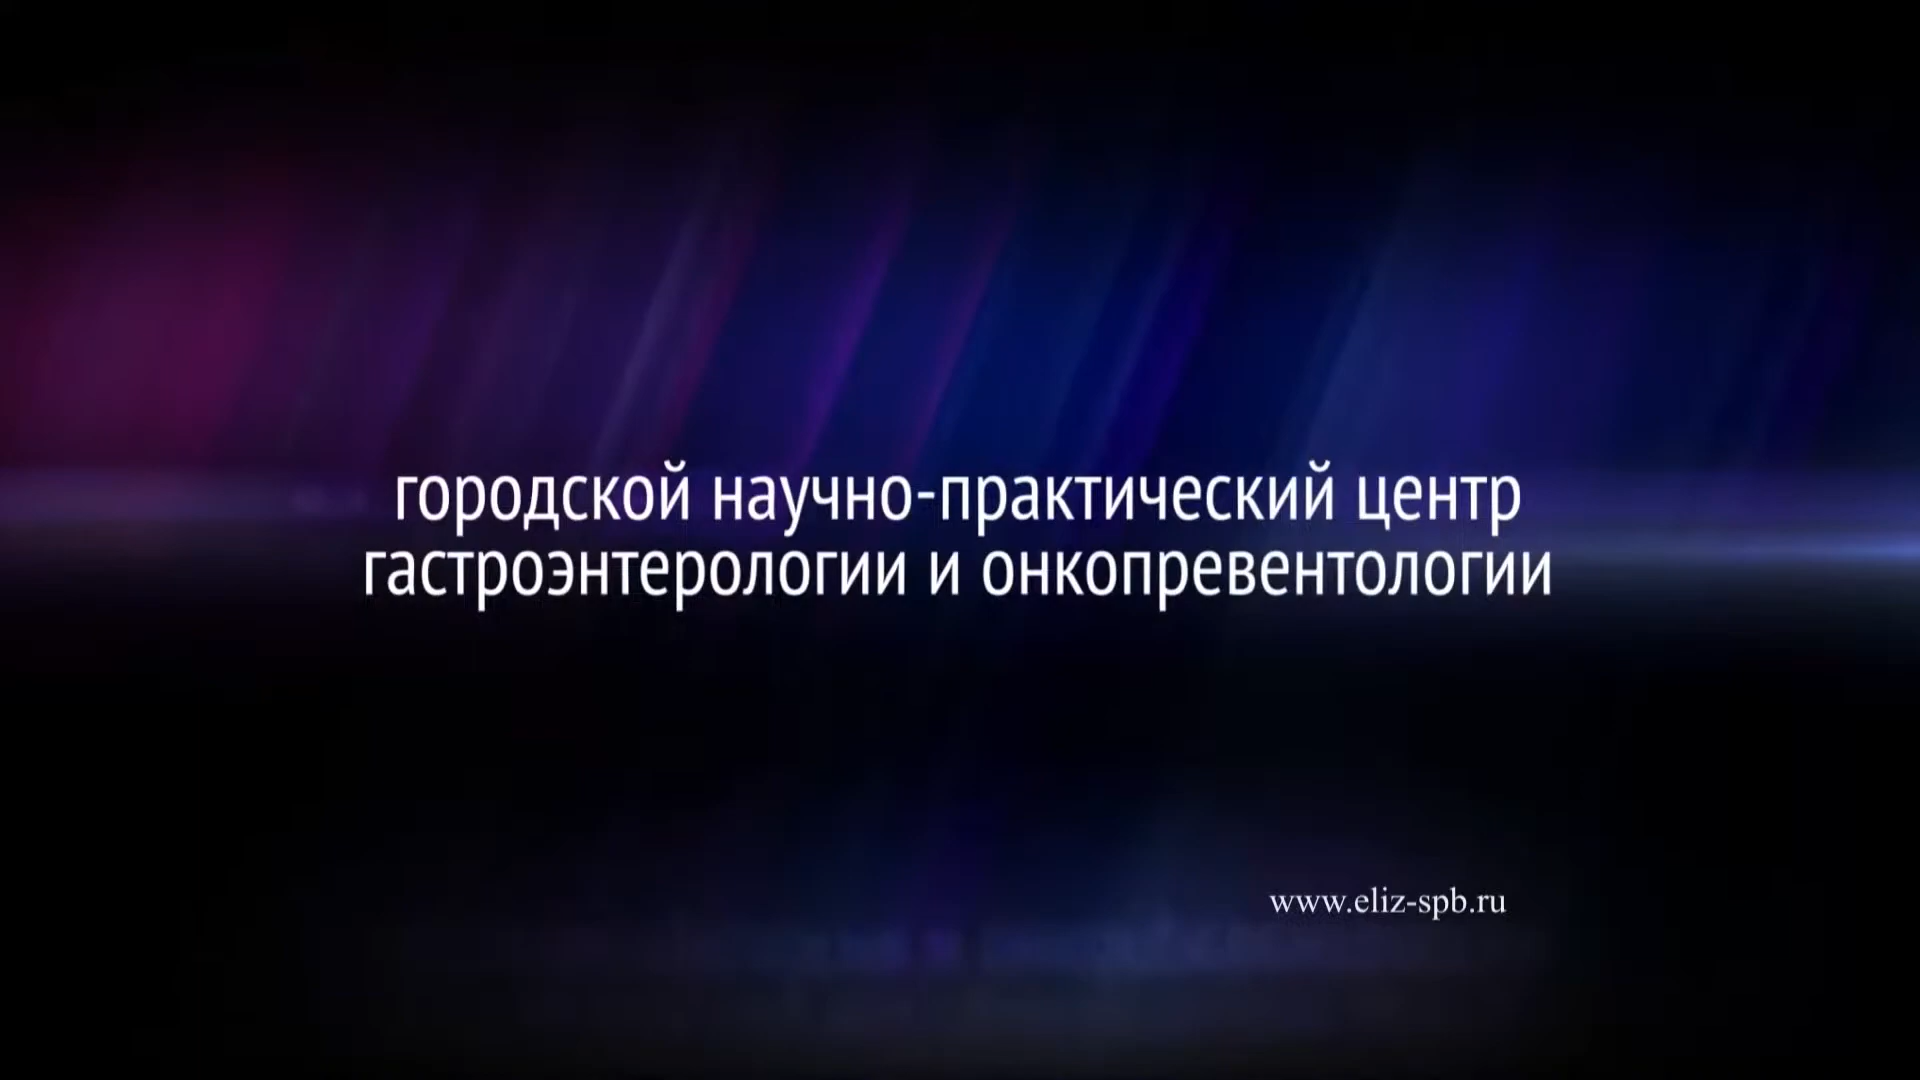 городской научно-практический центр
гастроэнтерологии и онкопревентологии
www.eliz-spb.ru